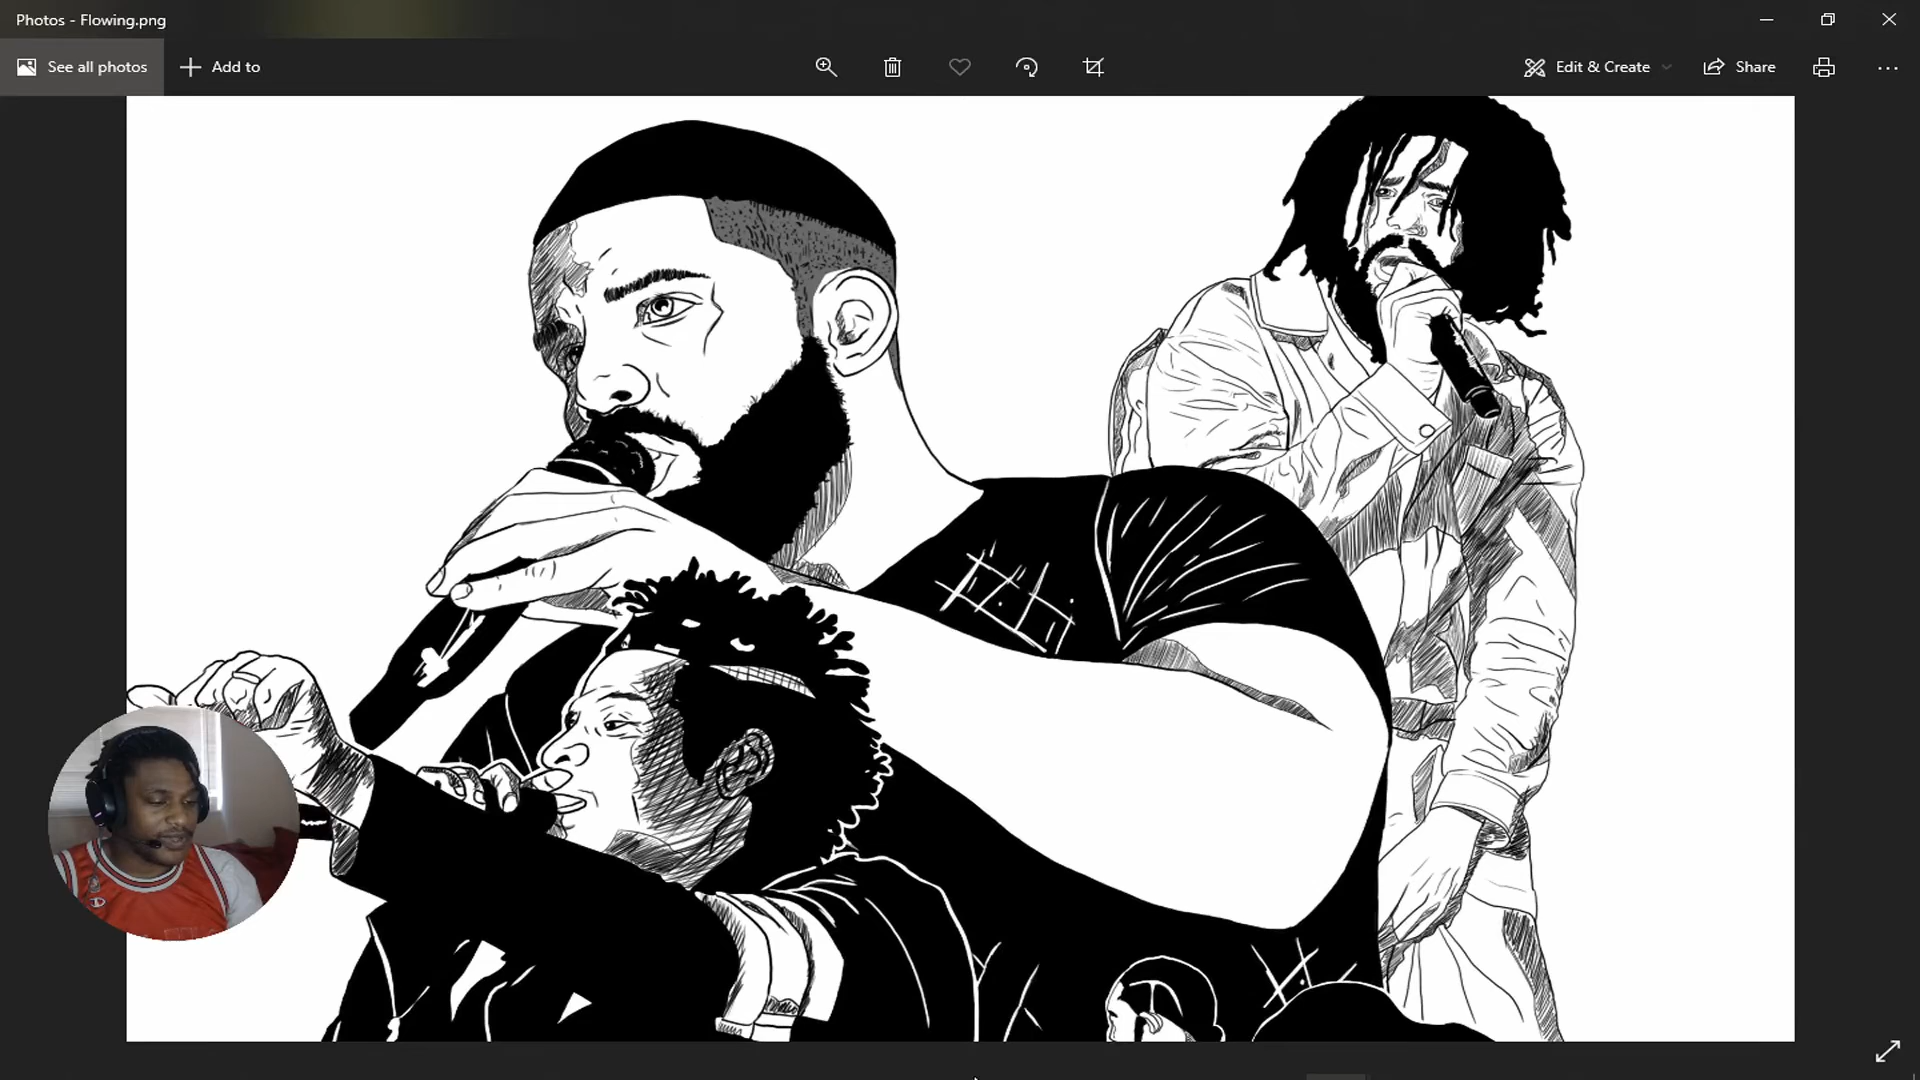 Photos - Flowing.png
See all photos
Add to
Edit & Create
Share